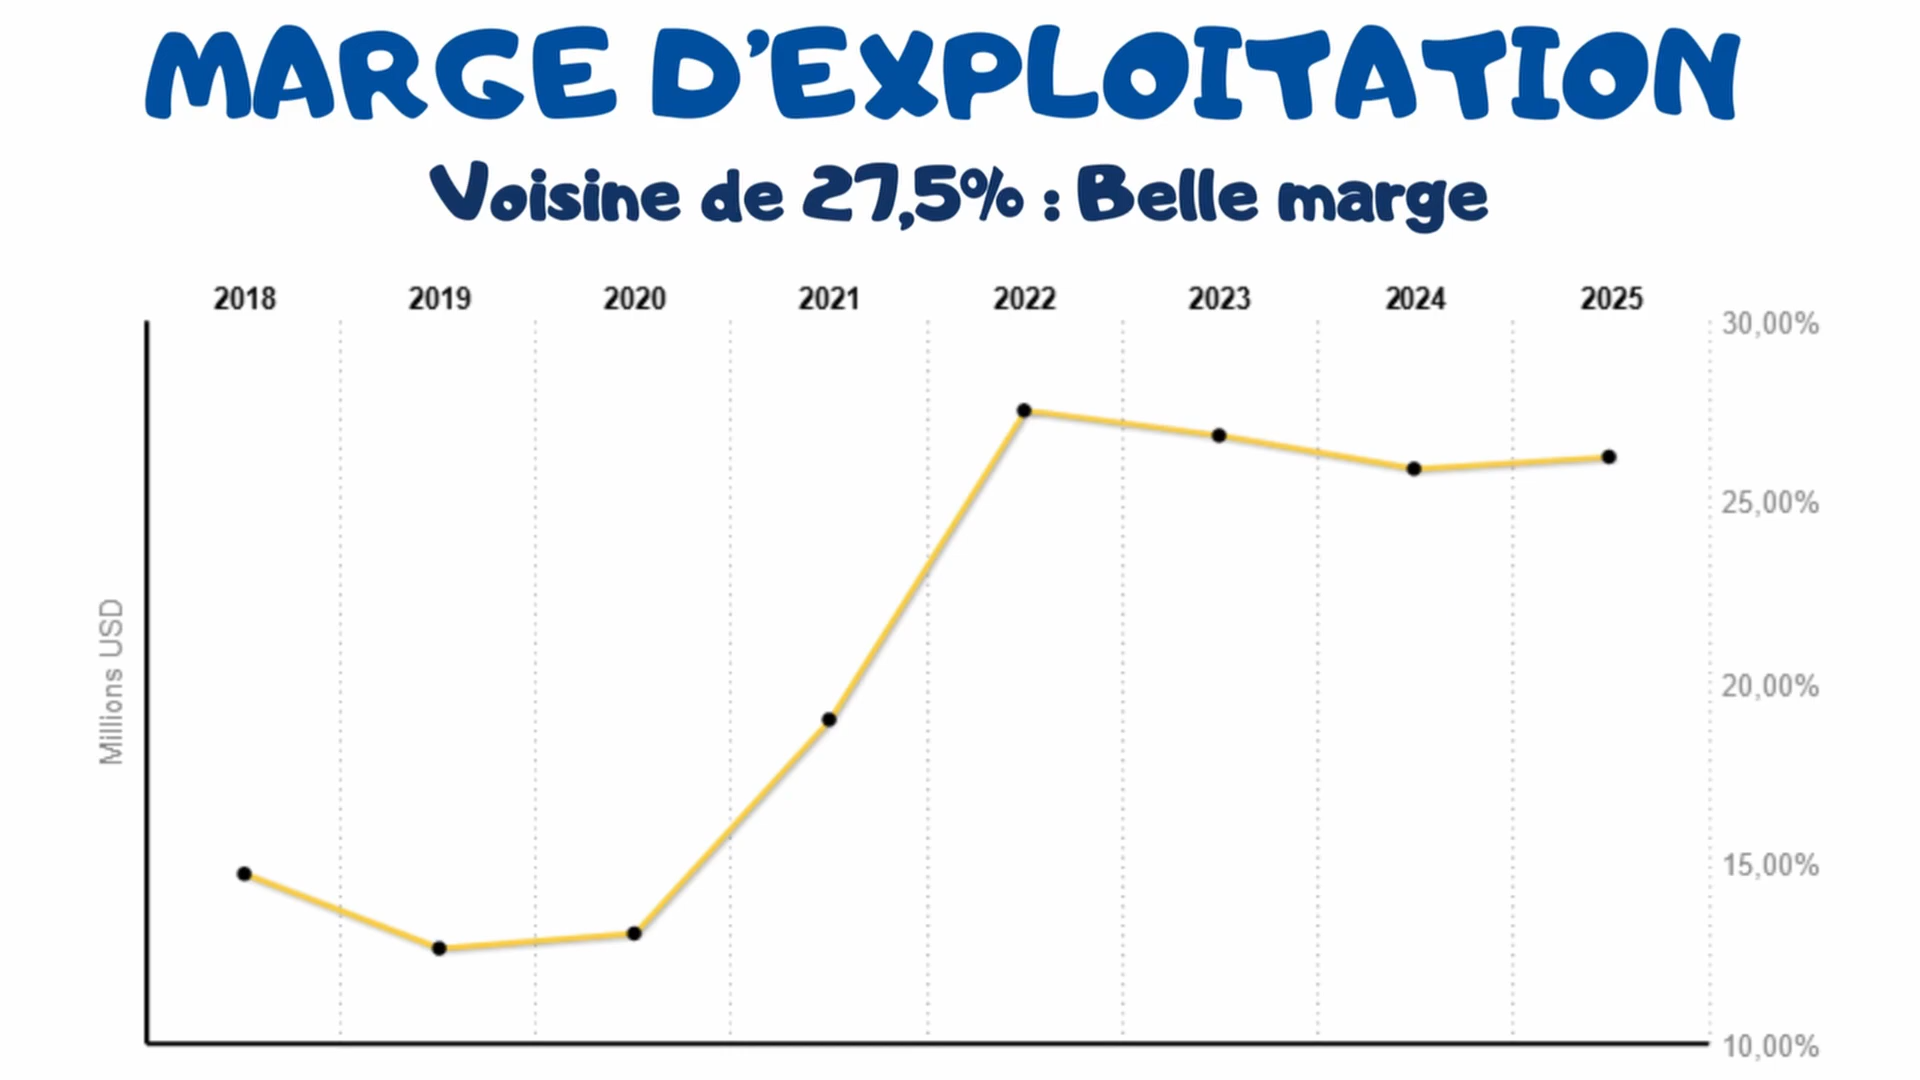 MARGE D'EXPLOITATION
Voisine de 27,5% : Belle marge
2018 2019 2020 2021 2022 2023 2024 2025
30,00%
25,00%
20,00%
15,00%
10,00%
Millions USD